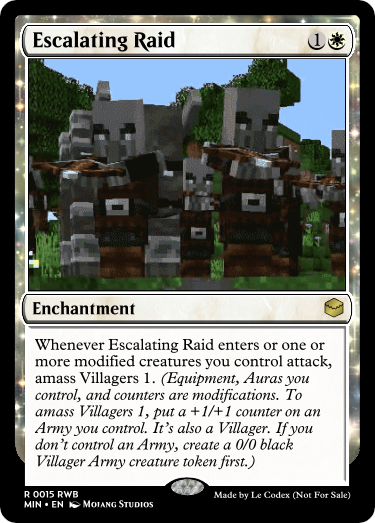 Escalating Raid 1
Enchantment
Whenever Escalating Raid enters or one or
more modified creatures you control attack,
amass Villagers 1. (Equipment, Auras you
control, and counters are modifications. To
amass Villagers 1, put a +1/+1 counter on an
Army you control. It's also a Villager. If you
don't control an Army, create a 0/0 black
Villager Army creature token first.)
R 0015 RWB
MIN • EN Mojang Studios
Made by Le Codex (Not For Sale)